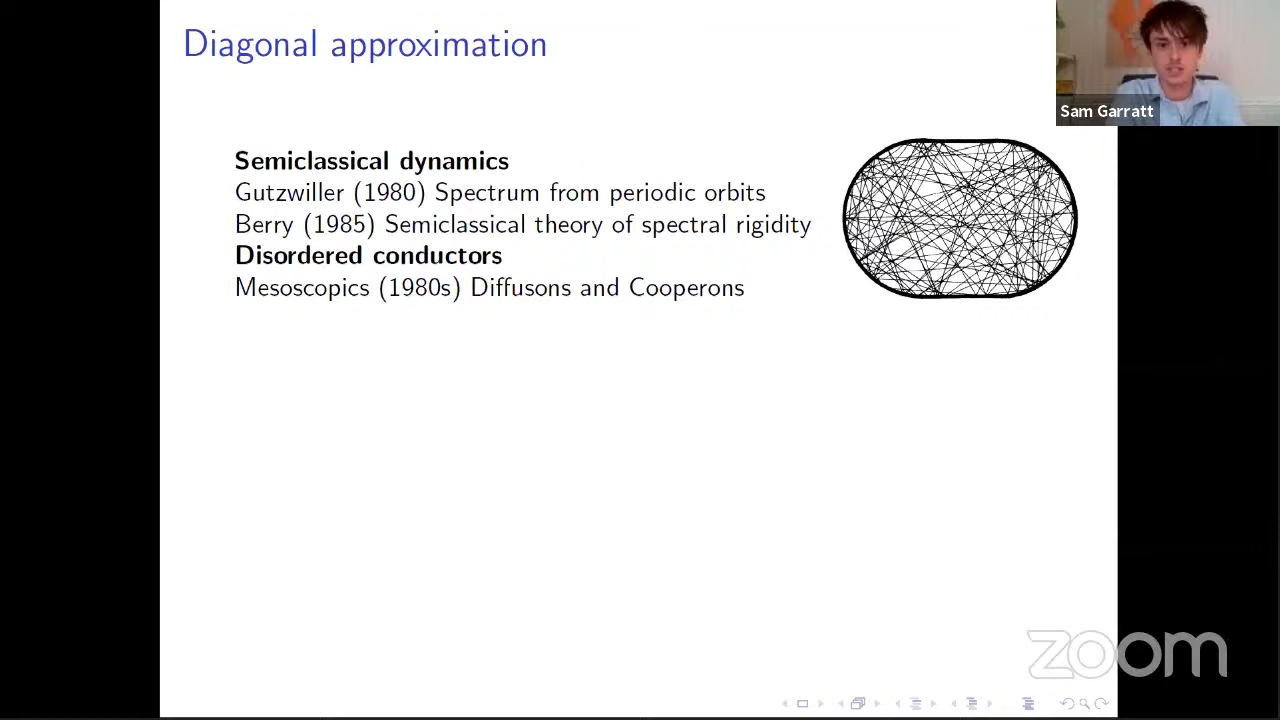 Diagonal approximation
Sam Garratt
Semiclassical dynamics
Gutzwiller (1980) Spectrum from periodic orbits
Berry (1985) Semiclassical theory of spectral rigidity
Disordered conductors
Mesoscopics (1980s) Diffusons and Cooperons
zoom